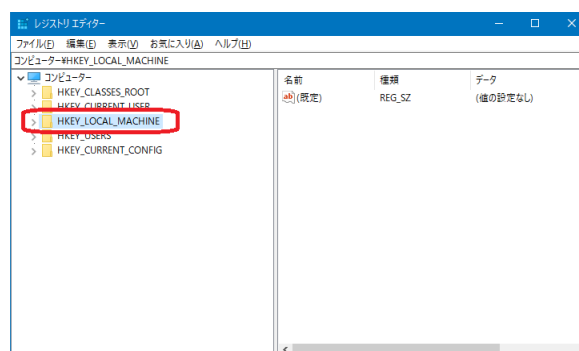 レジストリ エディター
ファイル(F) 編集(E) 表示(V) お気に入り(A) ヘルプ(H)
コンピューター¥HKEY_LOCAL_MACHINE
コンピューター
HKEY_CLASSES_ROOT
HKEY_CURRENT_USER
HKEY_LOCAL_MACHINE
HKEY_USERS
HKEY_CURRENT_CONFIG
名前 種類 データ
ab (既定) REG_SZ (値の設定なし)